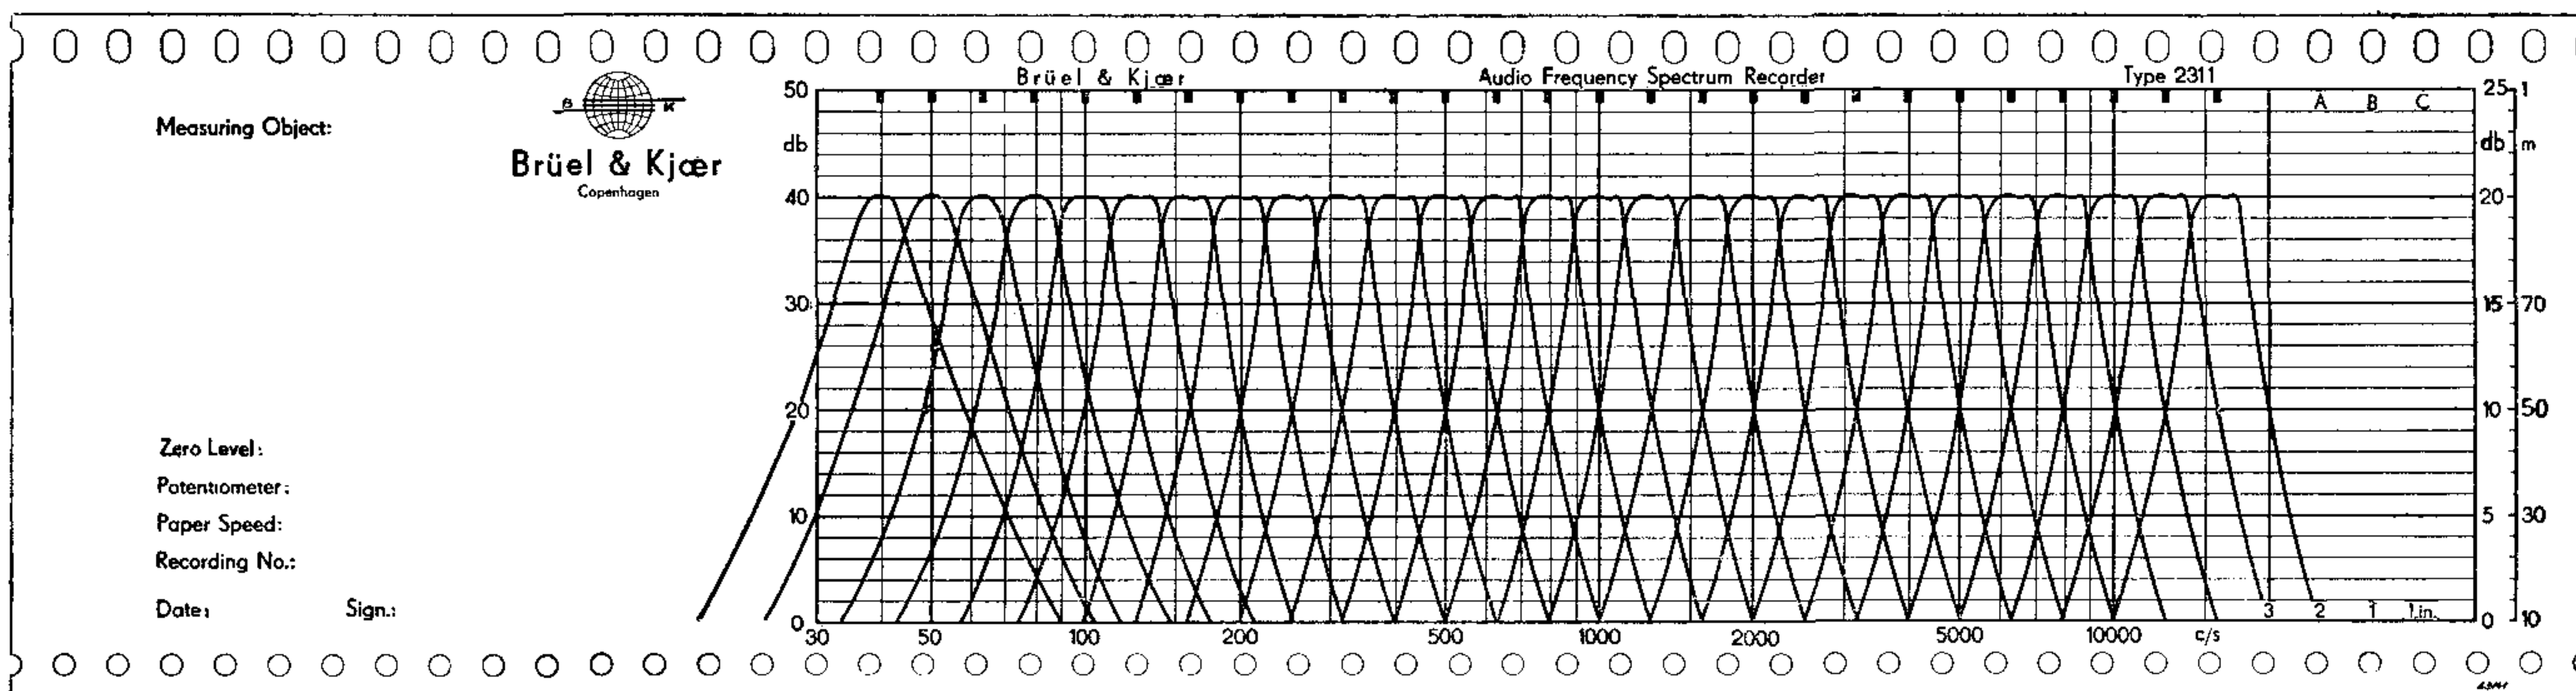 Brüel & Kjær Audio Frequency Spectrum Recorder Type 2311
Measuring Object:
B K
Brüel & Kjær
Copenhagen
50 25 1
A B C
db db m
40 20
30 15 70
20 10 50
10 5 30
0 0 10
Zero Level:
Potentiometer:
Paper Speed:
Recording No.:
Date: Sign.:
3 2 1 Lin.
30 50 100 200 500 1000 2000 5000 10000 c/s